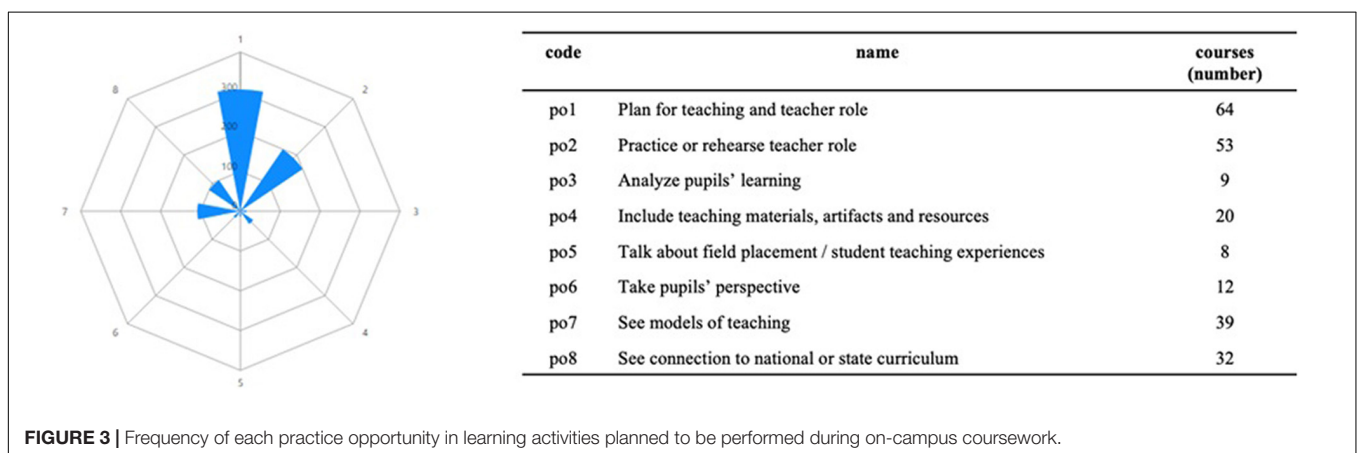 1
8
300
2
200
100
7
3
6
4
5
code name courses
(number)
po1 Plan for teaching and teacher role 64
po2 Practice or rehearse teacher role 53
po3 Analyze pupils' learning 9
po4 Include teaching materials, artifacts and resources 20
po5 Talk about field placement / student teaching experiences 8
po6 Take pupils' perspective 12
po7 See models of teaching 39
po8 See connection to national or state curriculum 32
FIGURE 3 | Frequency of each practice opportunity in learning activities planned to be performed during on-campus coursework.